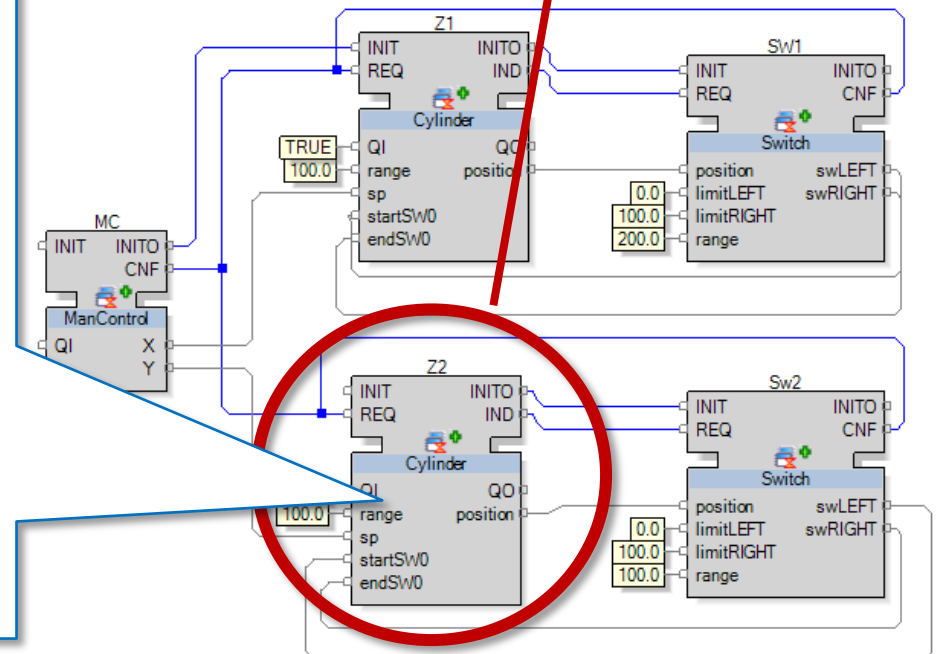 Z1
INIT INITO
REQ IND
Cylinder
TRUE QI QO
100.0 range position
sp
startSW0
endSW0
SW1
INIT INITO
REQ CNF
Switch
position swLEFT
0.0 limitLEFT swRIGHT
100.0 limitRIGHT
200.0 range
MC
INIT INITO
CNF
ManControl
QI X
Y
Z2
INIT INITO
REQ IND
Cylinder
QI QO
100.0 range position
sp
startSW0
endSW0
Sw2
INIT INITO
REQ CNF
Switch
position swLEFT
0.0 limitLEFT swRIGHT
100.0 limitRIGHT
100.0 range